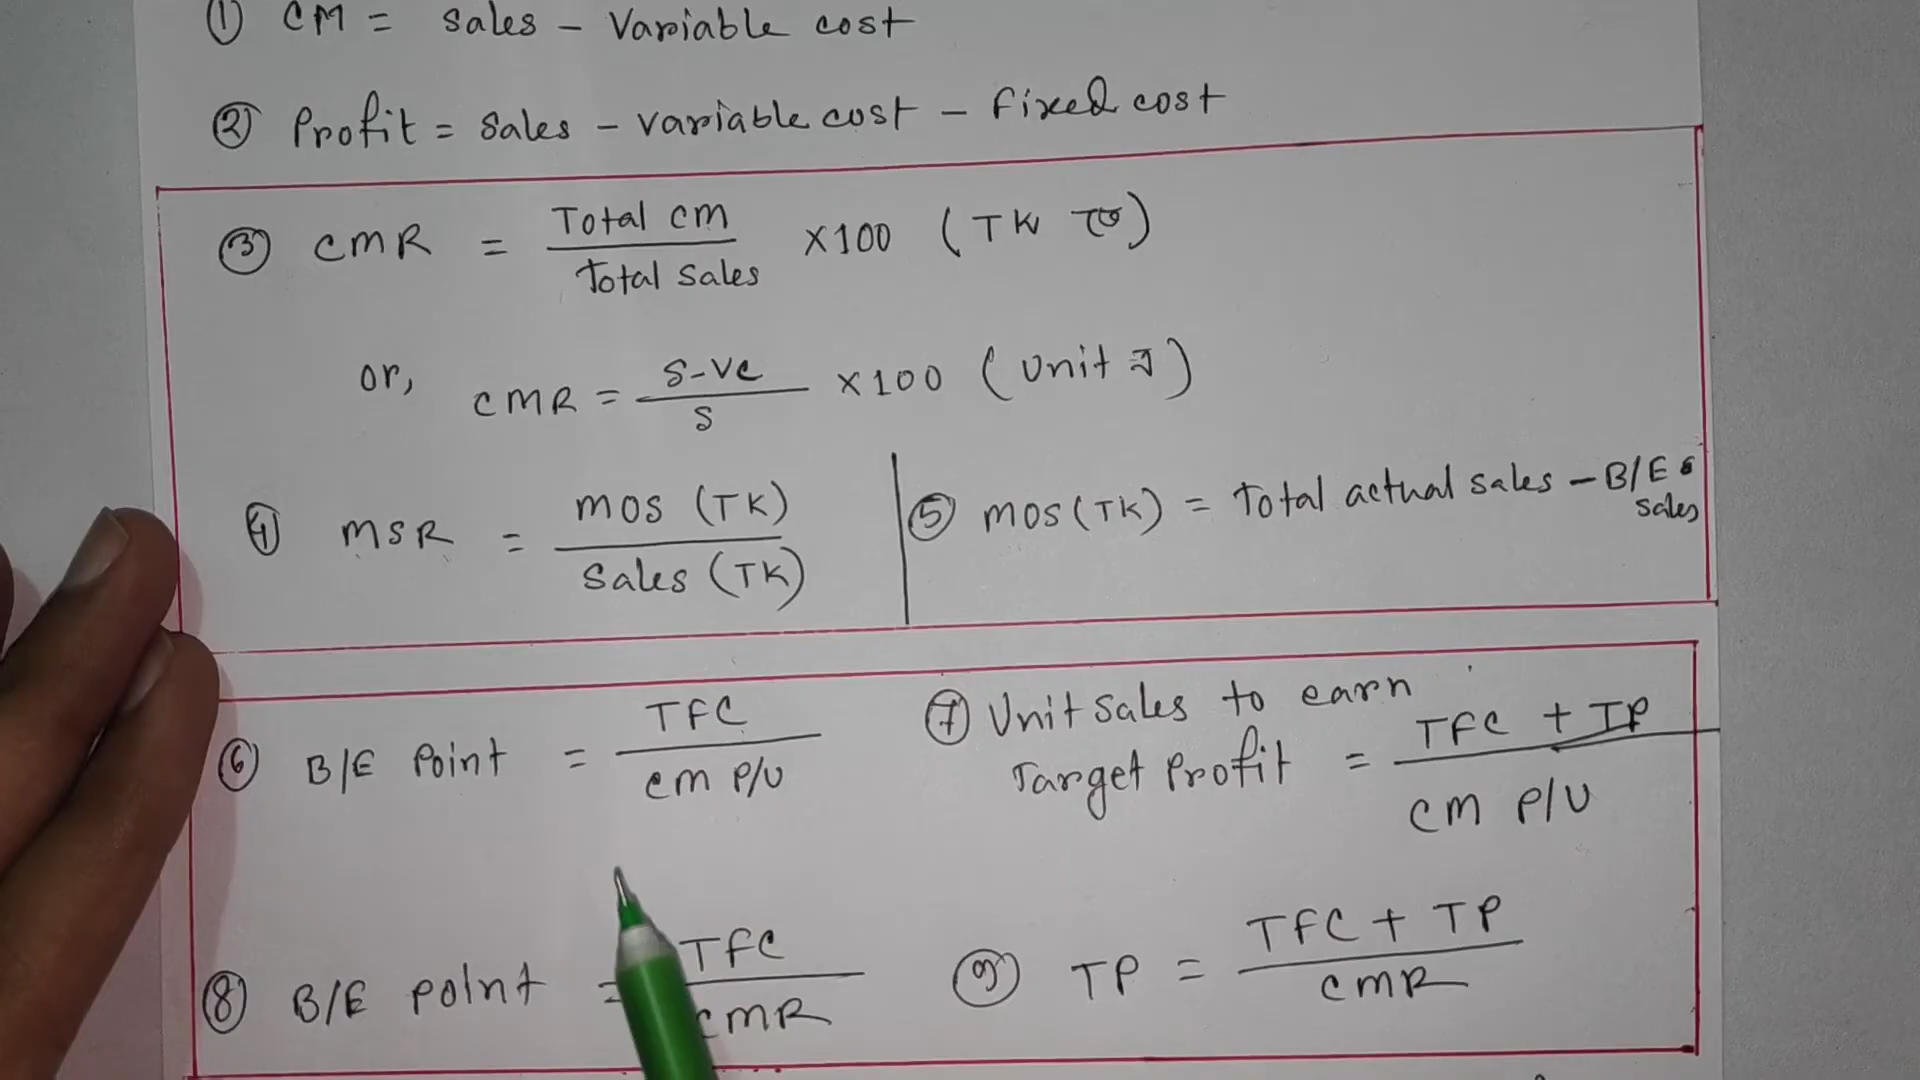 ① CM = Sales - Variable cost
② Profit = Sales - Variable cost - Fixed cost
③ CMR = Total CM / Total Sales X100 (TK তে)
or, CMR = S-VC / S X100 (Unit এ)
④ MSR = MOS (TK) / Sales (TK)
⑤ MOS (TK) = Total actual sales - B/E sales
⑥ B/E Point = TFC / CM P/U
⑦ Unit Sales to earn Target Profit = TFC + TP / CM P/U
⑧ B/E Point = TFC / CMR
⑨ TP = TFC + TP / CMR